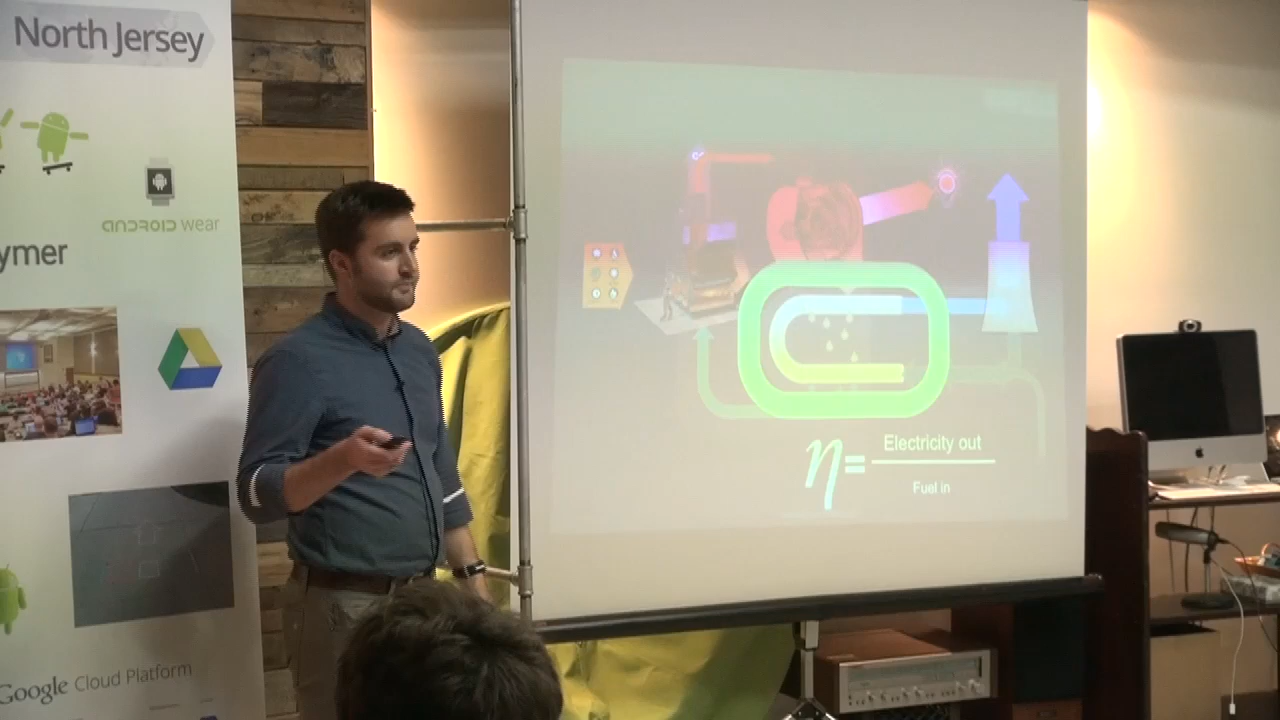 North Jersey
ANDROID wear
ymer
Google Cloud Platform
η=
Electricity out
Fuel in